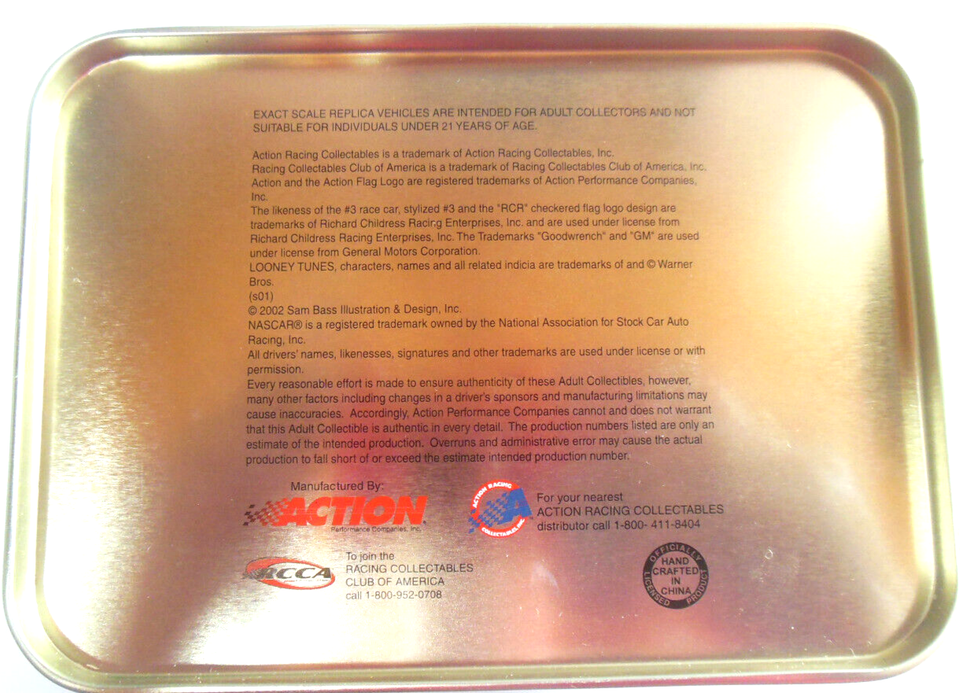 EXACT SCALE REPLICA VEHICLES ARE INTENDED FOR ADULT COLLECTORS AND NOT
SUITABLE FOR INDIVIDUALS UNDER 21 YEARS OF AGE.
Action Racing Collectables is a trademark of Action Racing Collectables, Inc.
Racing Collectables Club of America is a trademark of Racing Collectables Club of America, Inc.
Action and the Action Flag Logo are registered trademarks of Action Performance Companies,
Inc.
The likeness of the #3 race car, stylized #3 and the "RCR" checkered flag logo design are
trademarks of Richard Childress Racing Enterprises, Inc. and are used under license from
Richard Childress Racing Enterprises, Inc. The Trademarks "Goodwrench" and "GM" are used
under license from General Motors Corporation.
LOONEY TUNES, characters, names and all related indicia are trademarks of and © Warner
Bros.
(s01)
© 2002 Sam Bass Illustration & Design, Inc.
NASCAR® is a registered trademark owned by the National Association for Stock Car Auto
Racing, Inc.
All drivers' names, likenesses, signatures and other trademarks are used under license or with
permission.
Every reasonable effort is made to ensure authenticity of these Adult Collectibles, however,
many other factors including changes in a driver's sponsors and manufacturing limitations may
cause inaccuracies. Accordingly, Action Performance Companies cannot and does not warrant
that this Adult Collectible is authentic in every detail. The production numbers listed are only an
estimate of the intended production. Overruns and administrative error may cause the actual
production to fall short of or exceed the estimate intended production number.
Manufactured By:
ACTION
Performance Companies, Inc.
ACTION RACING
COLLECTABLES, INC.
For your nearest
ACTION RACING COLLECTABLES
distributor call 1-800- 411-8404
RCCA
To join the
RACING COLLECTABLES
CLUB OF AMERICA
call 1-800-952-0708
OFFICIALLY
LICENSED PRODUCT
HAND
CRAFTED
IN
CHINA